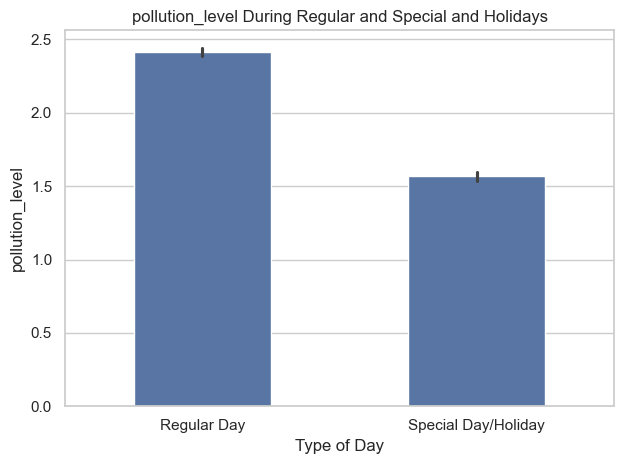 pollution_level During Regular and Special and Holidays
pollution_level
2.5
2.0
1.5
1.0
0.5
0.0
Regular Day
Special Day/Holiday
Type of Day